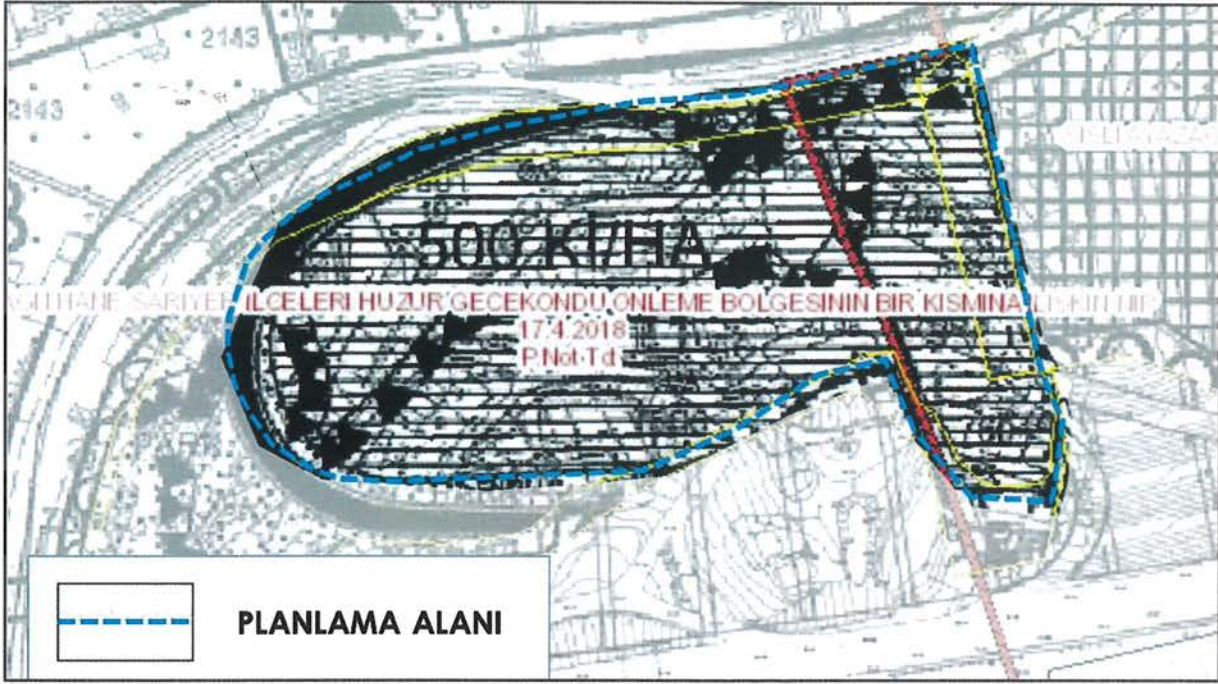 2143
2143
500 Kİ/HA
SARIYER İLCELERİ HUZUR GECEKONDU ONLEME BOLGESININ BIR KISMINA
17.4.2018
P.Not.Td.
PLANLAMA ALANI